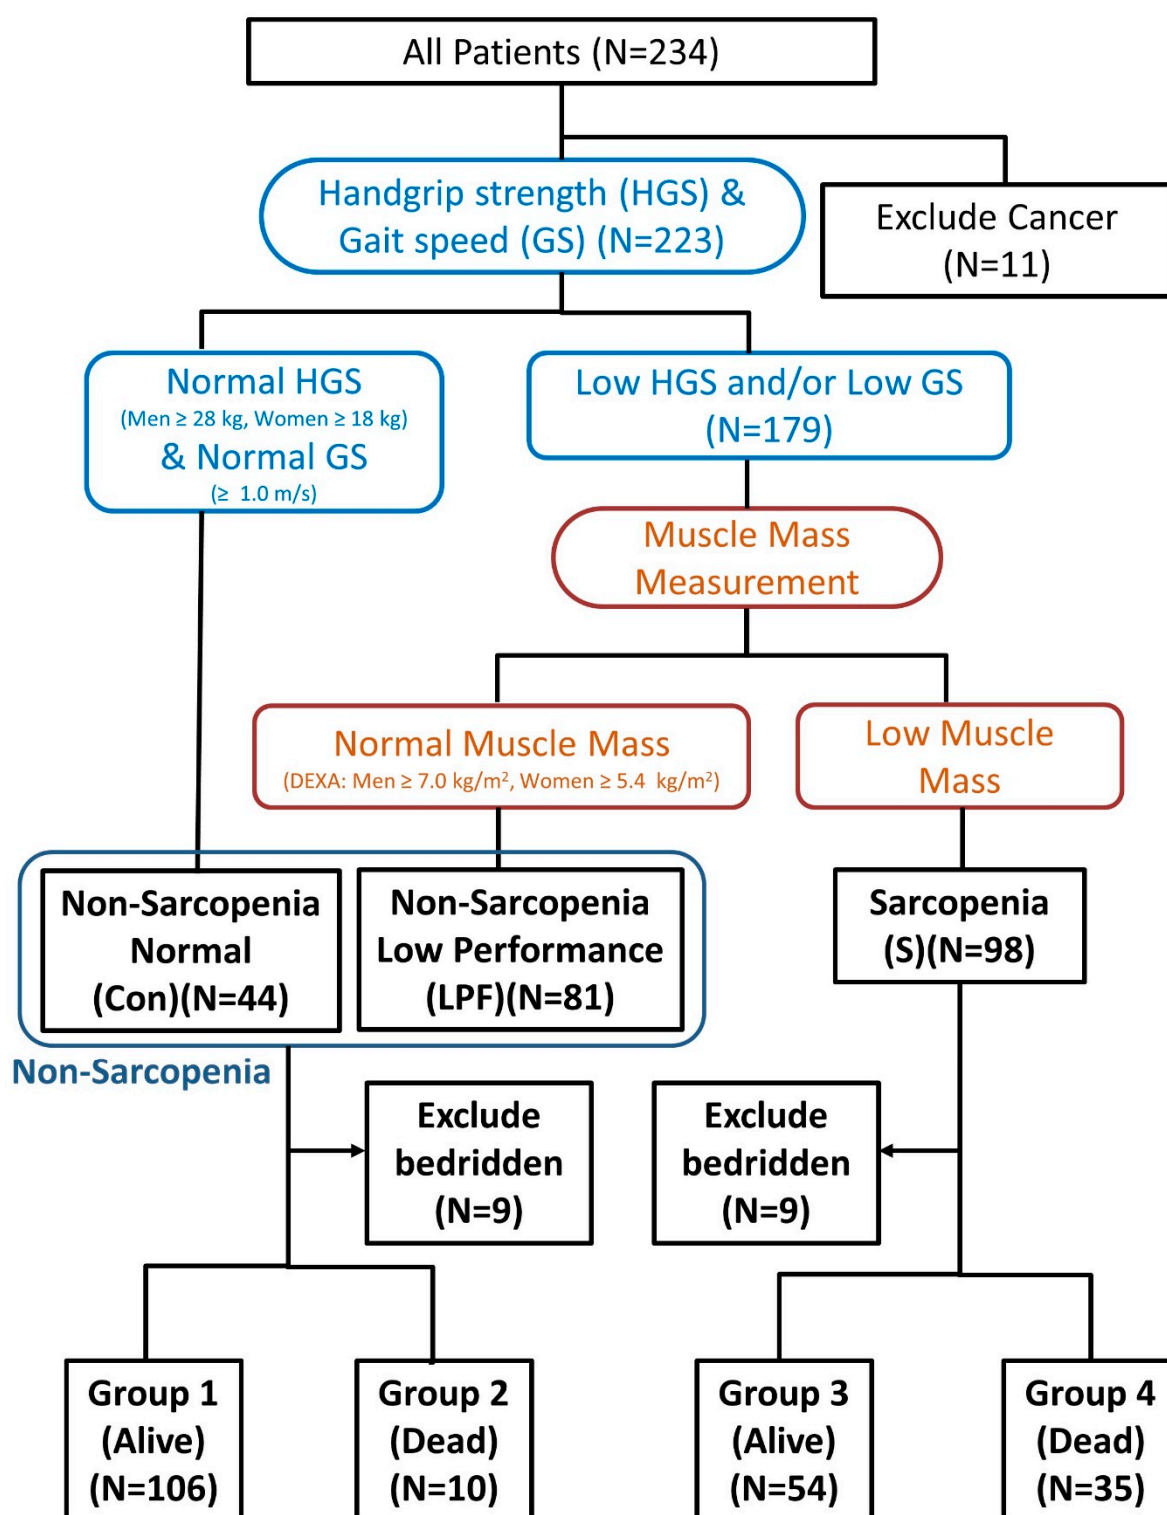 All Patients (N=234)
Handgrip strength (HGS) &
Gait speed (GS) (N=223)
Exclude Cancer
(N=11)
Normal HGS
(Men ≥ 28 kg, Women ≥ 18 kg)
& Normal GS
(≥ 1.0 m/s)
Low HGS and/or Low GS
(N=179)
Muscle Mass
Measurement
Normal Muscle Mass
(DEXA: Men ≥ 7.0 kg/m², Women ≥ 5.4 kg/m²)
Low Muscle
Mass
Non-Sarcopenia
Normal
(Con)(N=44)
Non-Sarcopenia
Low Performance
(LPF)(N=81)
Sarcopenia
(S)(N=98)
Non-Sarcopenia
Exclude
bedridden
(N=9)
Exclude
bedridden
(N=9)
Group 1
(Alive)
(N=106)
Group 2
(Dead)
(N=10)
Group 3
(Alive)
(N=54)
Group 4
(Dead)
(N=35)